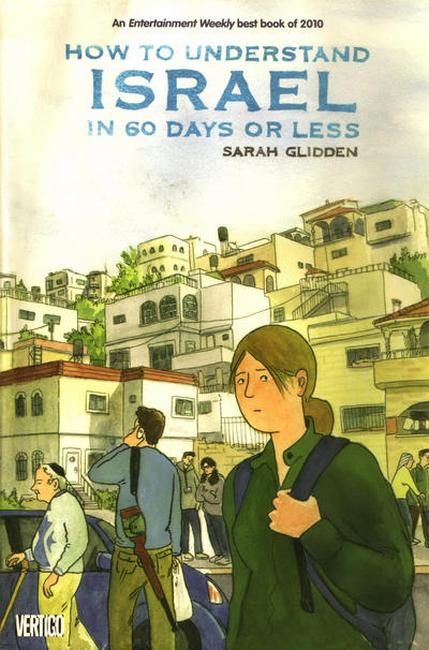 An Entertainment Weekly best book of 2010
HOW TO UNDERSTAND
ISRAEL
IN 60 DAYS OR LESS
SARAH GLIDDEN
VERTIGO